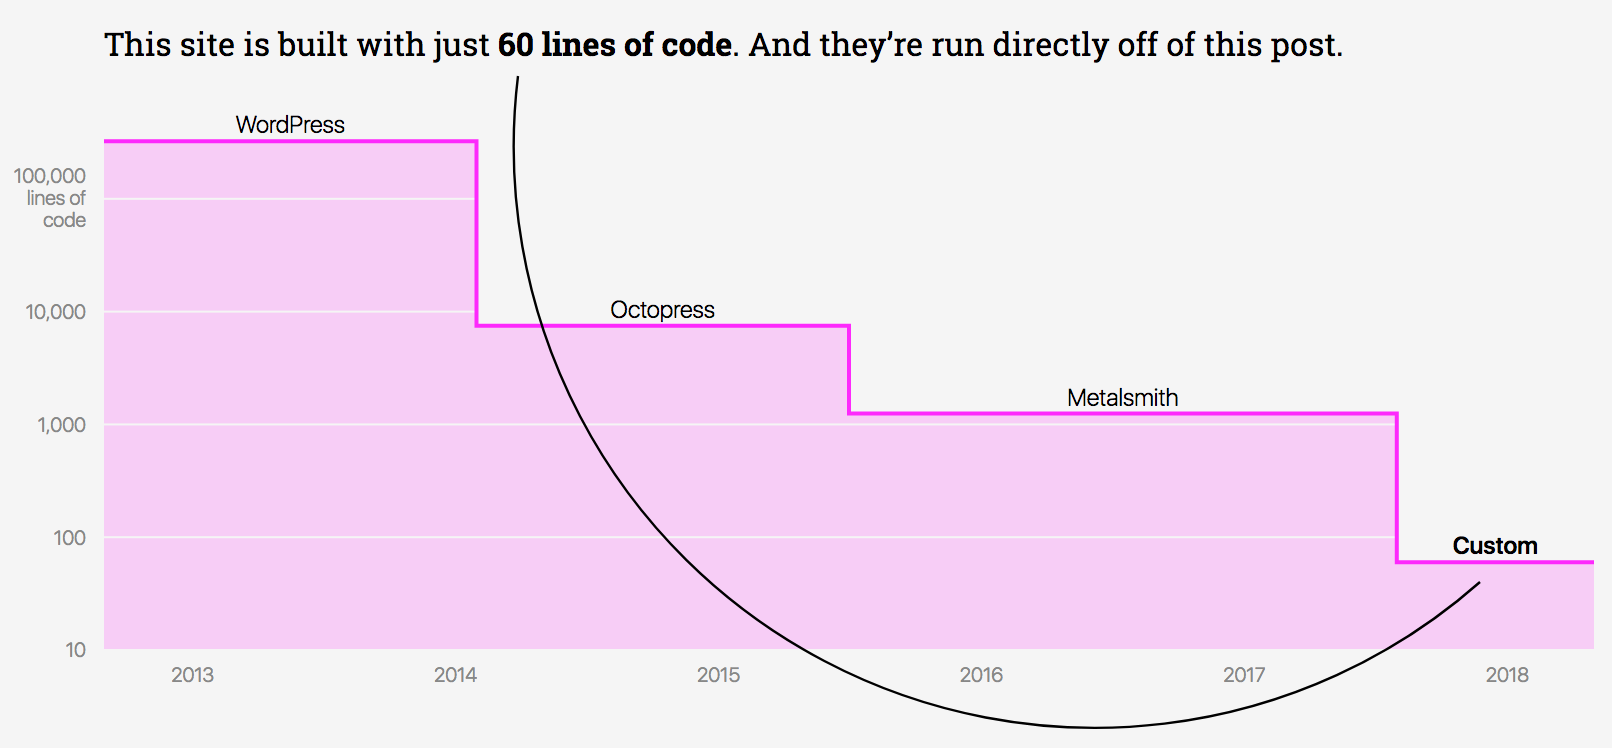 This site is built with just 60 lines of code. And they’re run directly off of this post.
WordPress
100,000
lines of
code
10,000
Octopress
Metalsmith
1,000
100
Custom
10
2013 2014 2015 2016 2017 2018